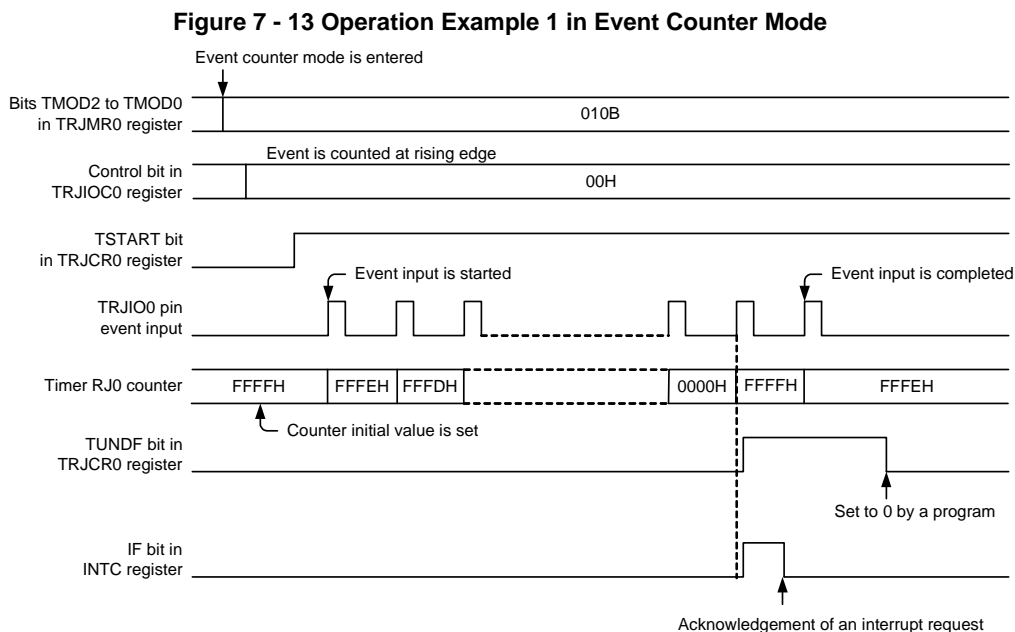 Figure 7 - 13 Operation Example 1 in Event Counter Mode
Event counter mode is entered
Bits TMOD2 to TMOD0
in TRJMR0 register
010B
Event is counted at rising edge
Control bit in
TRJIOC0 register
00H
TSTART bit
in TRJCR0 register
Event input is started
Event input is completed
TRJIO0 pin
event input
Timer RJ0 counter
FFFFH
FFFEH
FFFDH
0000H
FFFFH
FFFEH
Counter initial value is set
TUNDF bit in
TRJCR0 register
Set to 0 by a program
IF bit in
INTC register
Acknowledgement of an interrupt request